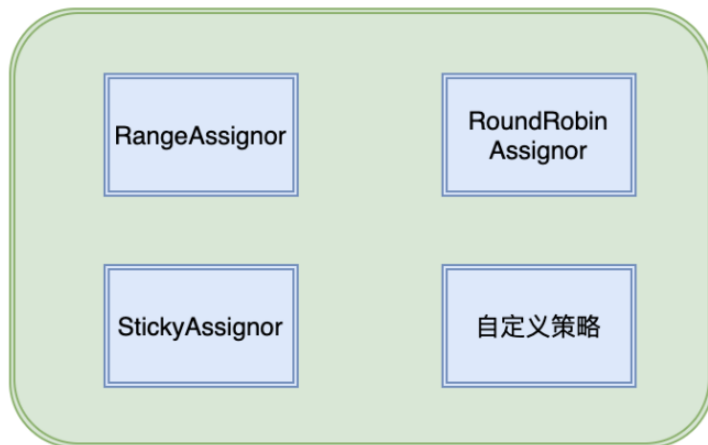 RangeAssignor
RoundRobin
Assignor
StickyAssignor
自定义策略